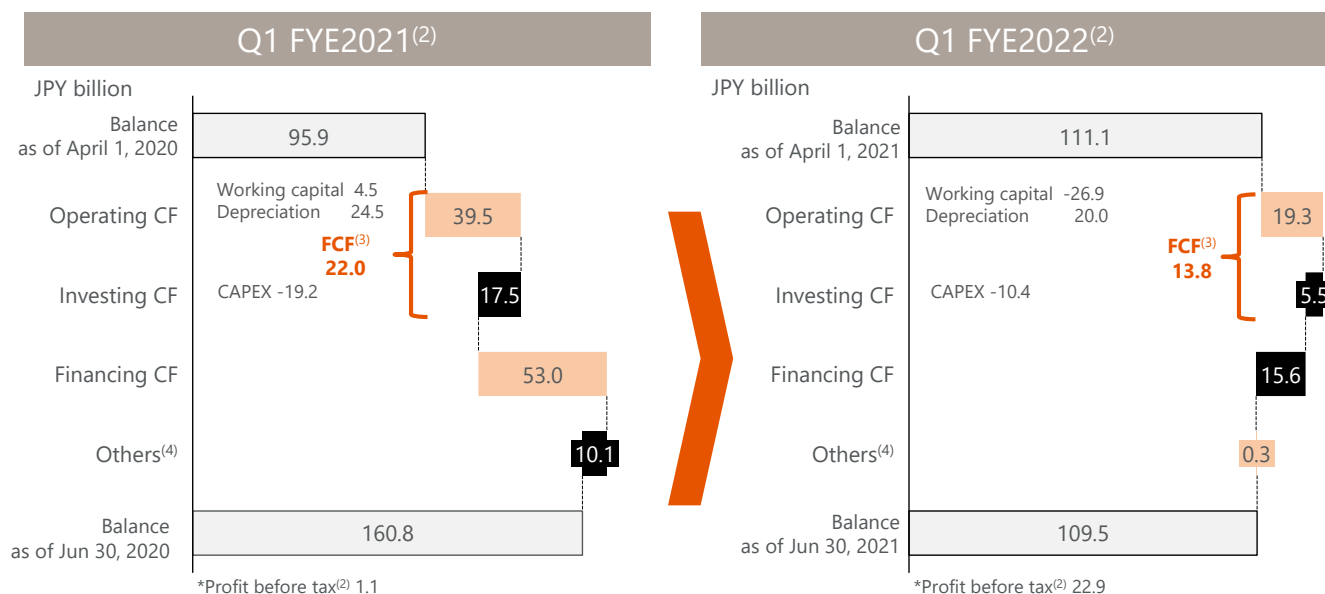 Q1 FYE2021(2)
JPY billion
Balance
as of April 1, 2020
95.9
Working capital 4.5
Depreciation 24.5
Operating CF
39.5
FCF(3)
22.0
Investing CF
CAPEX -19.2
17.5
Financing CF
53.0
Others(4)
10.1
Balance
as of Jun 30, 2020
160.8
*Profit before tax(2) 1.1
Q1 FYE2022(2)
JPY billion
Balance
as of April 1, 2021
111.1
Working capital -26.9
Depreciation 20.0
Operating CF
19.3
FCF(3)
13.8
Investing CF
CAPEX -10.4
5.5
Financing CF
15.6
Others(4)
0.3
Balance
as of Jun 30, 2021
109.5
*Profit before tax(2) 22.9